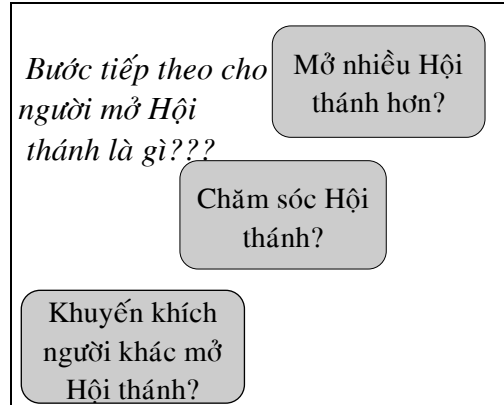 Bước tiếp theo cho
người mở Hội
thánh là gì???
Mở nhiều Hội
thánh hơn?
Chăm sóc Hội
thánh?
Khuyến khích
người khác mở
Hội thánh?